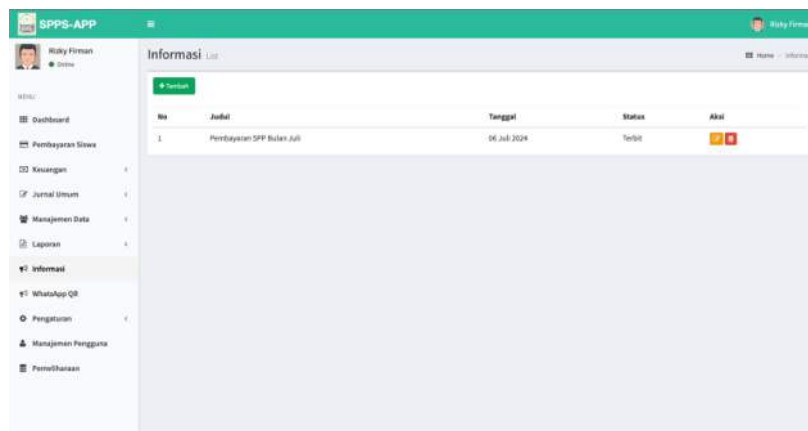 SPPS-APP
Rizky Firman
Rizky Firman
Online
Informasi List
Home
MENU
Tambah
Dashboard
Pembayaran Siswa
Keuangan
Jurnal Umum
Manajemen Data
Laporan
Informasi
WhatsApp QR
Pengaturan
Manajemen Pengguna
Pemeliharaan
No Judul Tanggal Status Aksi
1 Pembayaran SPP Bulan Juli 06 Juli 2024 Terbit